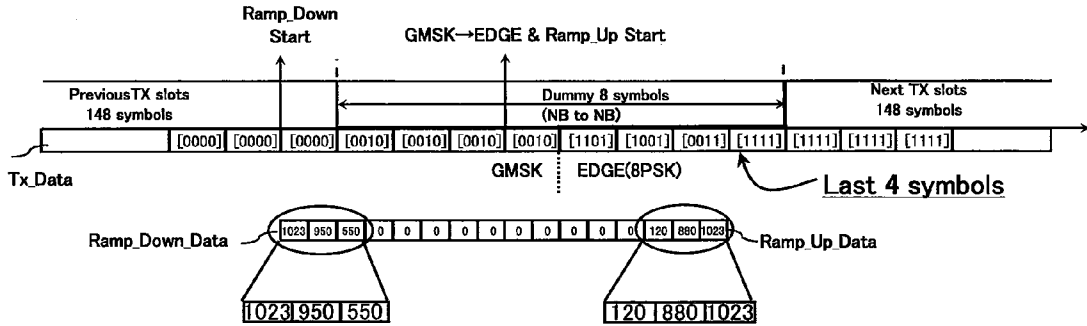 Ramp_Down
Start
GMSK→EDGE & Ramp_Up Start
Previous TX slots
148 symbols
Dummy 8 symbols
(NB to NB)
Next TX slots
148 symbols
[0000] [0000] [0000] [0010] [0010] [0010] [0010] [1101] [1001] [0011] [1111] [1111] [1111] [1111]
Tx_Data
GMSK EDGE(8PSK)
Last 4 symbols
Ramp_Down_Data
1023 950 550 0 0 0 0 0 0 0 0 0 0 120 880 1023
Ramp_Up_Data
1023 950 550
120 880 1023